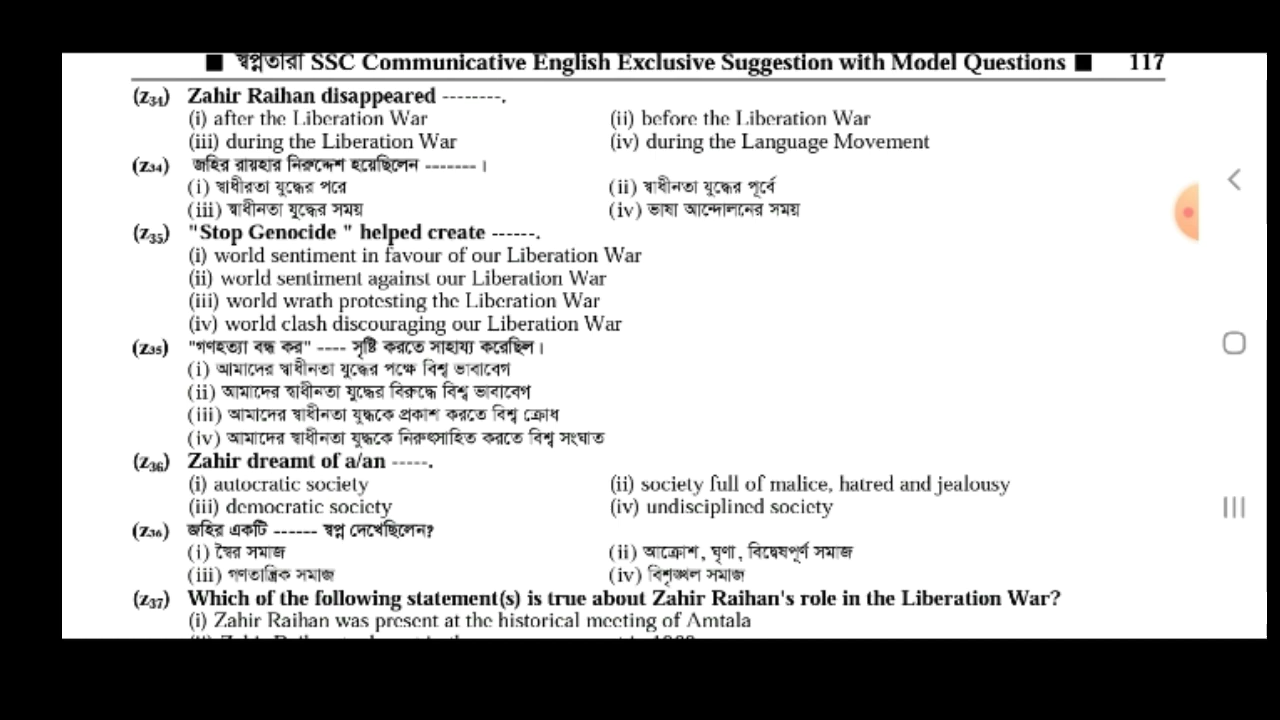 ■ স্বপ্নতারা SSC Communicative English Exclusive Suggestion with Model Questions ■ 117
(z34) Zahir Raihan disappeared --------.
(i) after the Liberation War (ii) before the Liberation War
(iii) during the Liberation War (iv) during the Language Movement
(z34) জহির রায়হার নিরুদ্দেশ হয়েছিলেন ------- ।
(i) স্বাধীরতা যুদ্ধের পরে (ii) স্বাধীনতা যুদ্ধের পূর্বে
(iii) স্বাধীনতা যুদ্ধের সময় (iv) ভাষা আন্দোলনের সময়
(z35) "Stop Genocide " helped create ------.
(i) world sentiment in favour of our Liberation War
(ii) world sentiment against our Liberation War
(iii) world wrath protesting the Liberation War
(iv) world clash discouraging our Liberation War
(z35) "গণহত্যা বন্ধ কর" ---- সৃষ্টি করতে সাহায্য করেছিল।
(i) আমাদের স্বাধীনতা যুদ্ধের পক্ষে বিশ্ব ভাবাবেগ
(ii) আমাদের স্বাধীনতা যুদ্ধের বিরুদ্ধে বিশ্ব ভাবাবেগ
(iii) আমাদের স্বাধীনতা যুদ্ধকে প্রকাশ করতে বিশ্ব ক্রোধ
(iv) আমাদের স্বাধীনতা যুদ্ধকে নিরুৎসাহিত করতে বিশ্ব সংঘাত
(z36) Zahir dreamt of a/an -----.
(i) autocratic society (ii) society full of malice, hatred and jealousy
(iii) democratic society (iv) undisciplined society
(z36) জহির একটি ------ স্বপ্ন দেখেছিলেন?
(i) স্বৈর সমাজ (ii) আক্রোশ, ঘৃণা, বিদ্বেষপূর্ণ সমাজ
(iii) গণতান্ত্রিক সমাজ (iv) বিশৃঙ্খল সমাজ
(z37) Which of the following statement(s) is true about Zahir Raihan's role in the Liberation War?
(i) Zahir Raihan was present at the historical meeting of Amtala